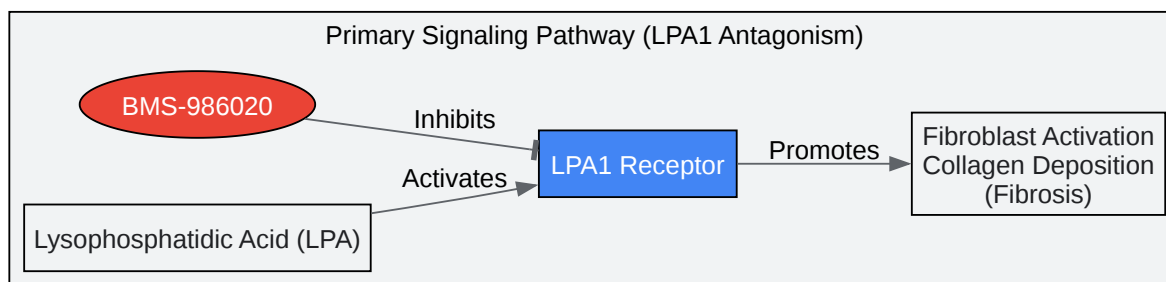 Primary Signaling Pathway (LPA1 Antagonism)
BMS-986020
Inhibits
LPA1 Receptor
Promotes
Fibroblast Activation
Collagen Deposition
(Fibrosis)
Activates
Lysophosphatidic Acid (LPA)